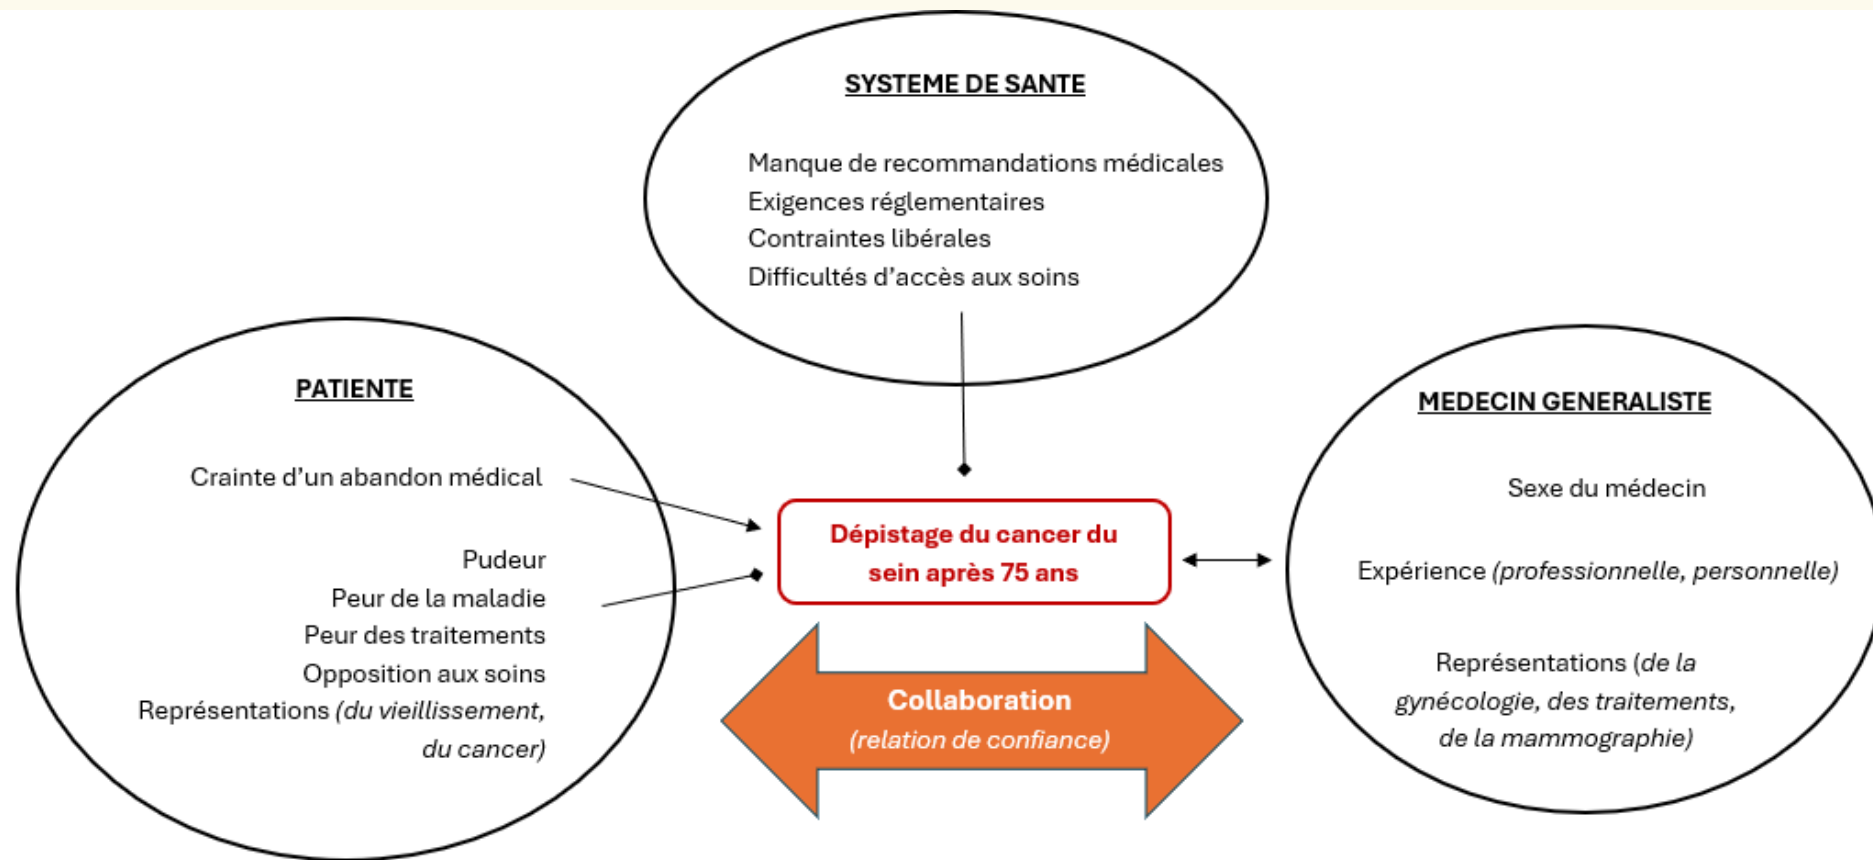 SYSTEME DE SANTE
Manque de recommandations médicales
Exigences réglementaires
Contraintes libérales
Difficultés d’accès aux soins
PATIENTE
Crainte d’un abandon médical
Pudeur
Peur de la maladie
Peur des traitements
Opposition aux soins
Représentations (du vieillissement,
du cancer)
Dépistage du cancer du
sein après 75 ans
Collaboration
(relation de confiance)
MEDECIN GENERALISTE
Sexe du médecin
Expérience (professionnelle, personnelle)
Représentations (de la
gynécologie, des traitements,
de la mammographie)